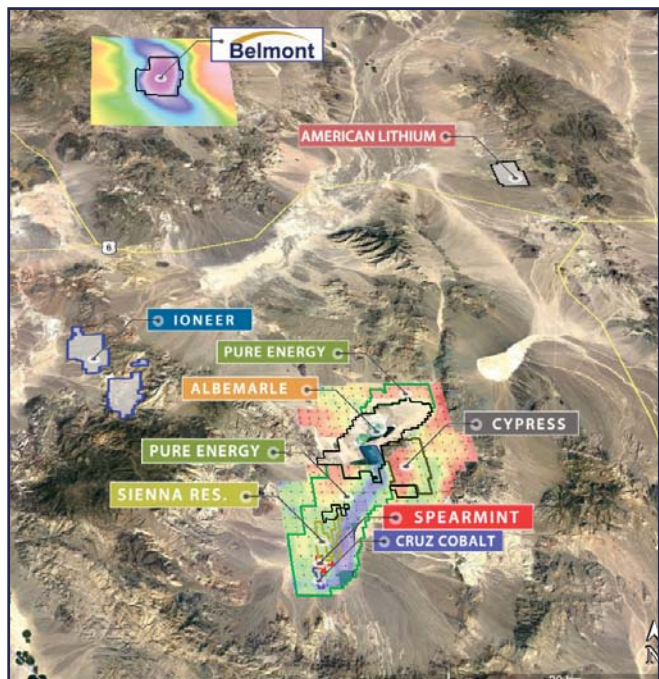 Belmont
AMERICAN LITHIUM
6
IONEER
PURE ENERGY
ALBEMARLE
CYPRESS
PURE ENERGY
SIENNA RES.
SPEARMINT
CRUZ COBALT
N